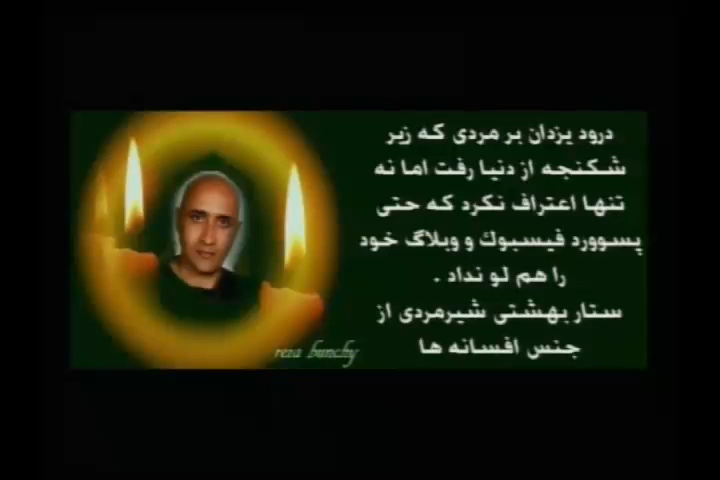 درود یزدان بر مردی که زیر
شکنجه از دنیا رفت اما نه
تنها اعتراف نکرد که حتی
پسوورد فیسبوك و وبلاگ خود
را هم لو نداد .
ستار بهشتی شیرمردی از
جنس افسانه ها
reza bunchy